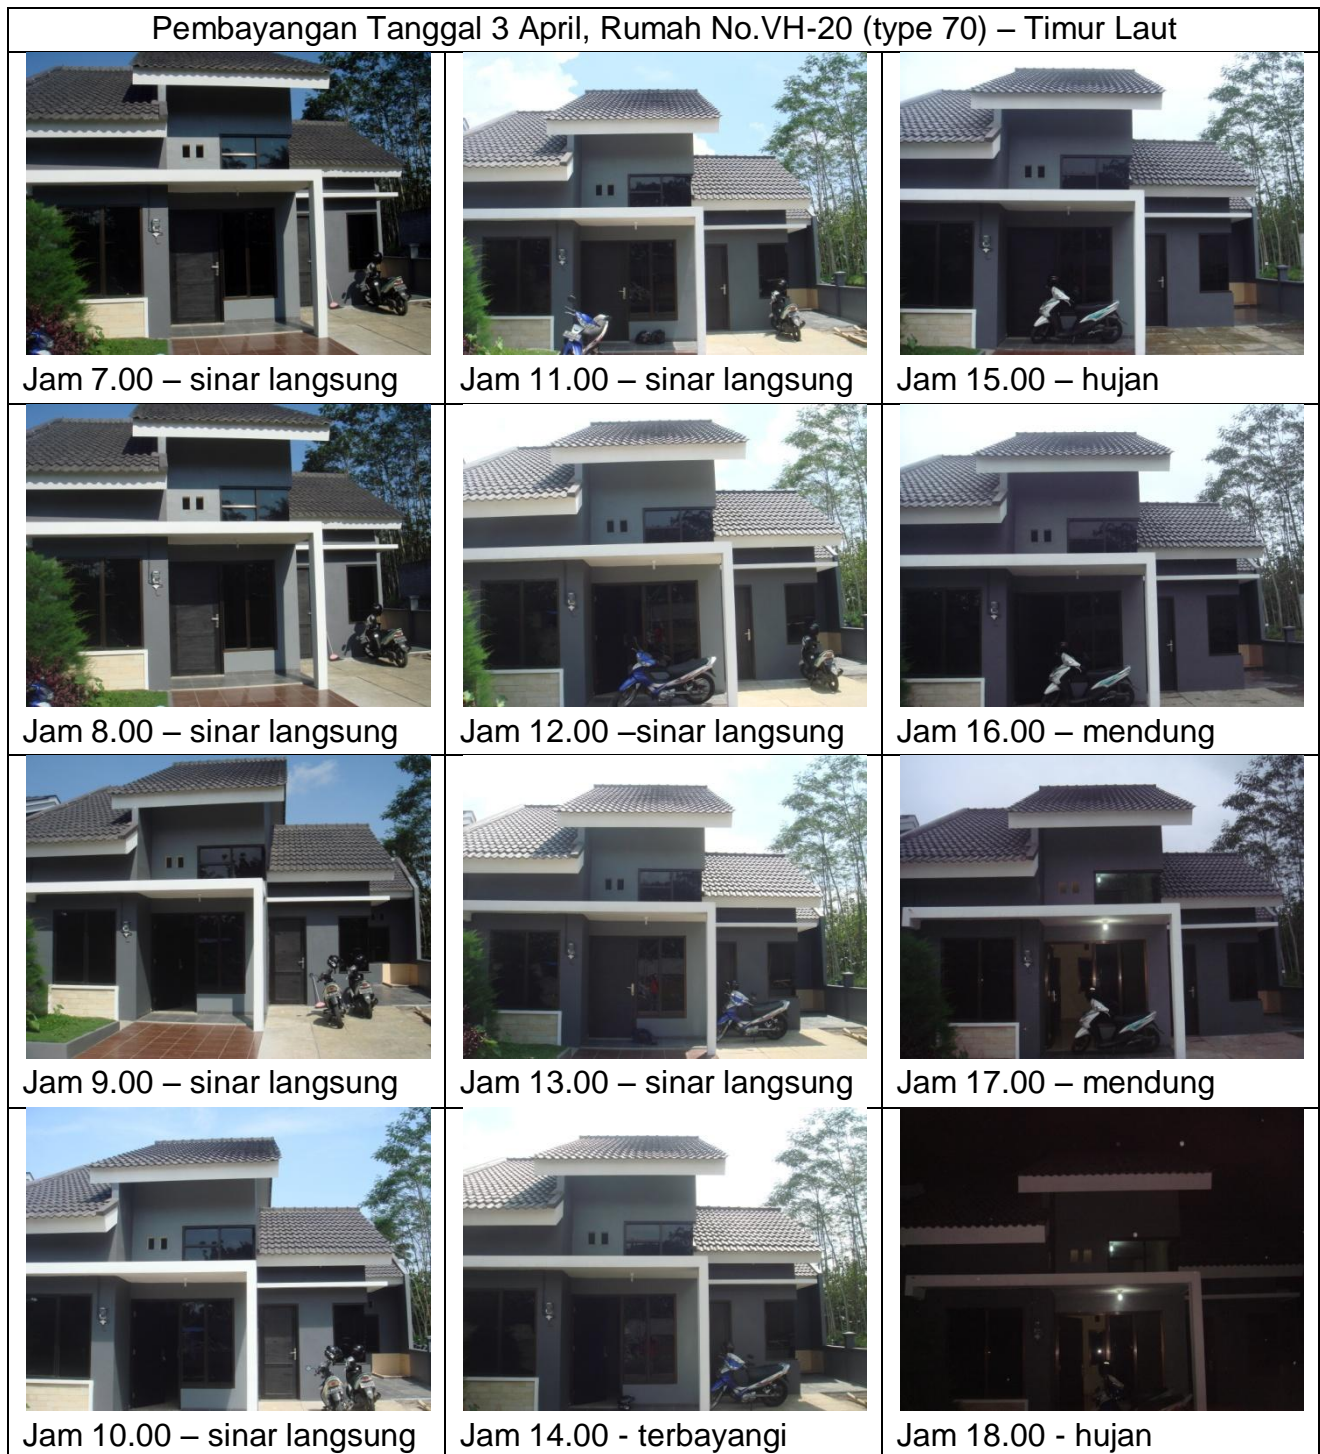 Pembayangan Tanggal 3 April, Rumah No.VH-20 (type 70) – Timur Laut
Jam 7.00 – sinar langsung
Jam 11.00 – sinar langsung
Jam 15.00 – hujan
Jam 8.00 – sinar langsung
Jam 12.00 –sinar langsung
Jam 16.00 – mendung
Jam 9.00 – sinar langsung
Jam 13.00 – sinar langsung
Jam 17.00 – mendung
Jam 10.00 – sinar langsung
Jam 14.00 - terbayangi
Jam 18.00 - hujan